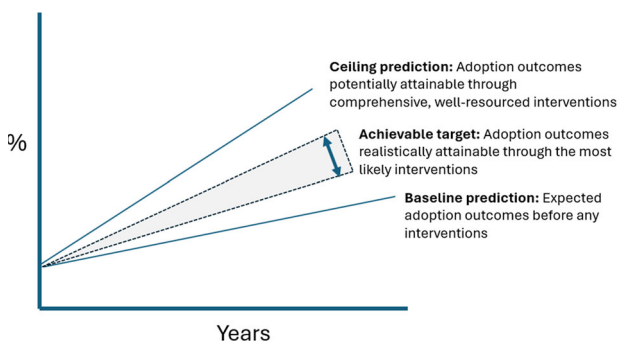 Ceiling prediction: Adoption outcomes
potentially attainable through
comprehensive, well-resourced interventions
%
Achievable target: Adoption outcomes
realistically attainable through the most
likely interventions
Baseline prediction: Expected
adoption outcomes before any
interventions
Years